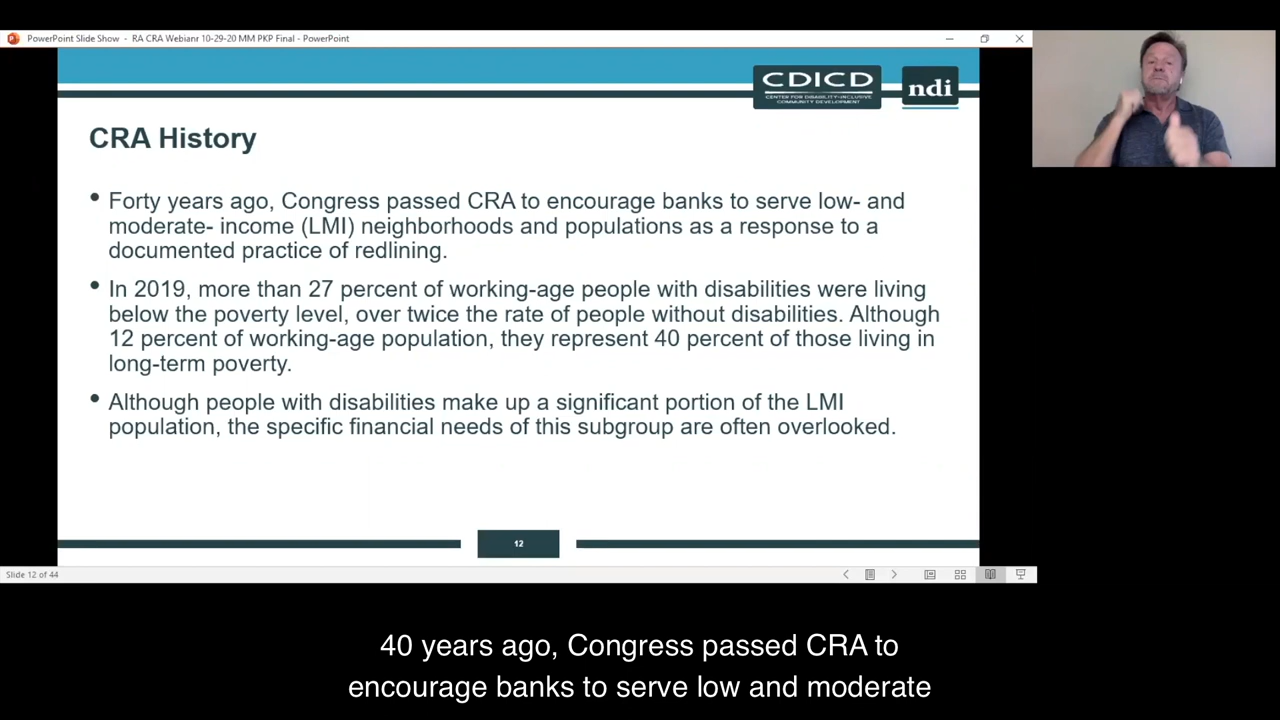 PowerPoint Slide Show - RA CRA Webianr 10-29-20 MM PKP Final - PowerPoint
CDICD
CENTER FOR DISABILITY-INCLUSIVE
COMMUNITY DEVELOPMENT
ndi
CRA History
• Forty years ago, Congress passed CRA to encourage banks to serve low- and
moderate- income (LMI) neighborhoods and populations as a response to a
documented practice of redlining.
• In 2019, more than 27 percent of working-age people with disabilities were living
below the poverty level, over twice the rate of people without disabilities. Although
12 percent of working-age population, they represent 40 percent of those living in
long-term poverty.
• Although people with disabilities make up a significant portion of the LMI
population, the specific financial needs of this subgroup are often overlooked.
12
Slide 12 of 44
40 years ago, Congress passed CRA to
encourage banks to serve low and moderate